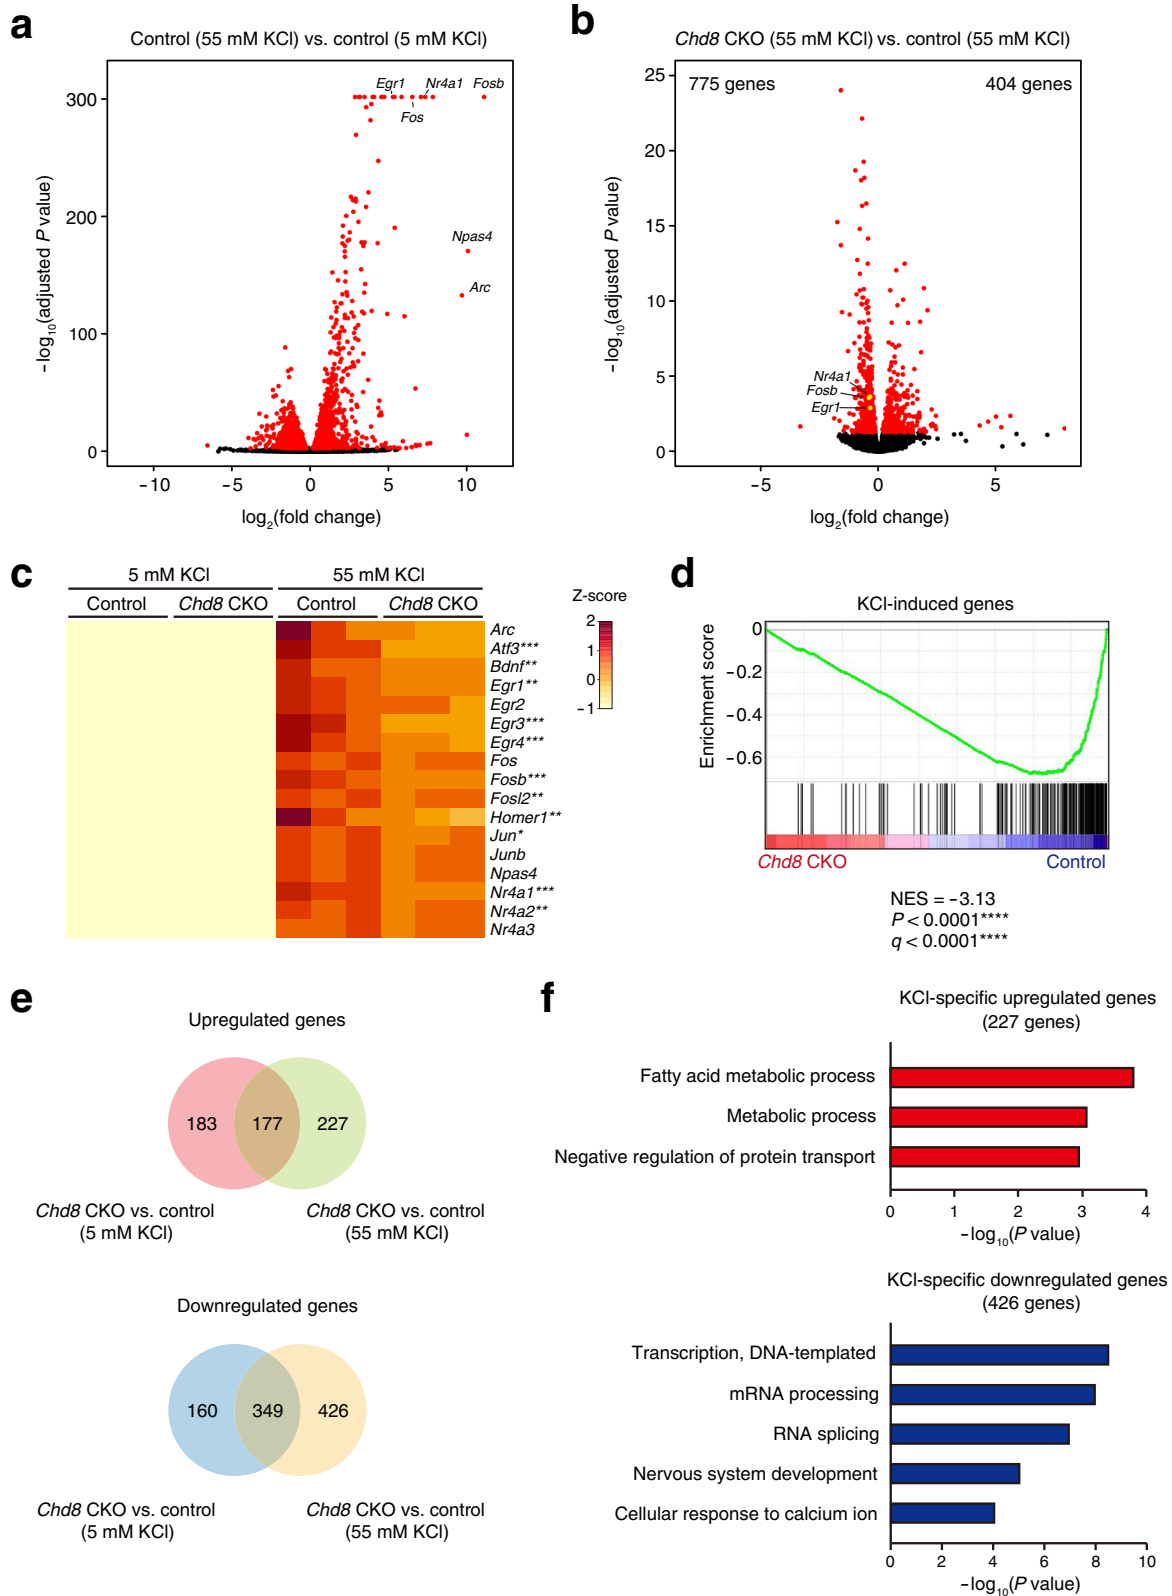 a
Control (55 mM KCl) vs. control (5 mM KCl)
Egr1
Nr4a1
Fosb
Fos
Npas4
Arc
300
200
100
0
−log10(adjusted P value)
−10
−5
0
5
10
log2(fold change)
b
Chd8 CKO (55 mM KCl) vs. control (55 mM KCl)
775 genes
404 genes
Nr4a1
Fosb
Egr1
25
20
15
10
5
0
−log10(adjusted P value)
−5
0
5
log2(fold change)
c
5 mM KCl
55 mM KCl
Control
Chd8 CKO
Control
Chd8 CKO
Arc
Atf3***
Bdnf**
Egr1**
Egr2
Egr3***
Egr4***
Fos
Fosb***
Fosl2**
Homer1**
Jun*
Junb
Npas4
Nr4a1***
Nr4a2**
Nr4a3
Z-score
2
1
0
−1
d
KCl-induced genes
Enrichment score
0
−0.2
−0.4
−0.6
Chd8 CKO
Control
NES = −3.13
P < 0.0001****
q < 0.0001****
e
Upregulated genes
183
177
227
Chd8 CKO vs. control
(5 mM KCl)
Chd8 CKO vs. control
(55 mM KCl)
Downregulated genes
160
349
426
Chd8 CKO vs. control
(5 mM KCl)
Chd8 CKO vs. control
(55 mM KCl)
f
KCl-specific upregulated genes
(227 genes)
Fatty acid metabolic process
Metabolic process
Negative regulation of protein transport
0
1
2
3
4
−log10(P value)
KCl-specific downregulated genes
(426 genes)
Transcription, DNA-templated
mRNA processing
RNA splicing
Nervous system development
Cellular response to calcium ion
0
2
4
6
8
10
−log10(P value)